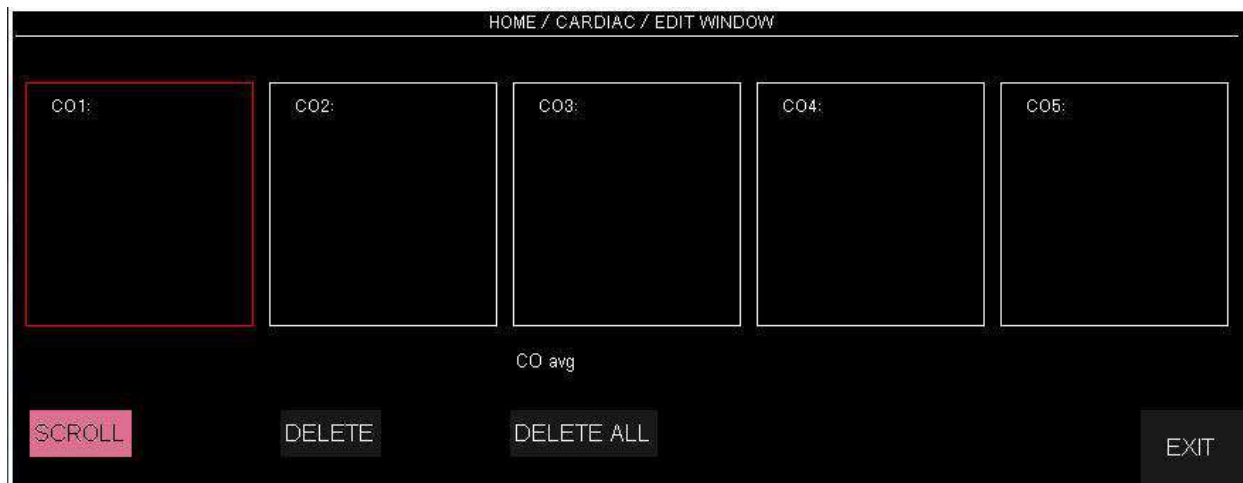 HOME / CARDIAC / EDIT WINDOW
CO1: CO2: CO3: CO4: CO5:
CO avg
SCROLL DELETE DELETE ALL EXIT